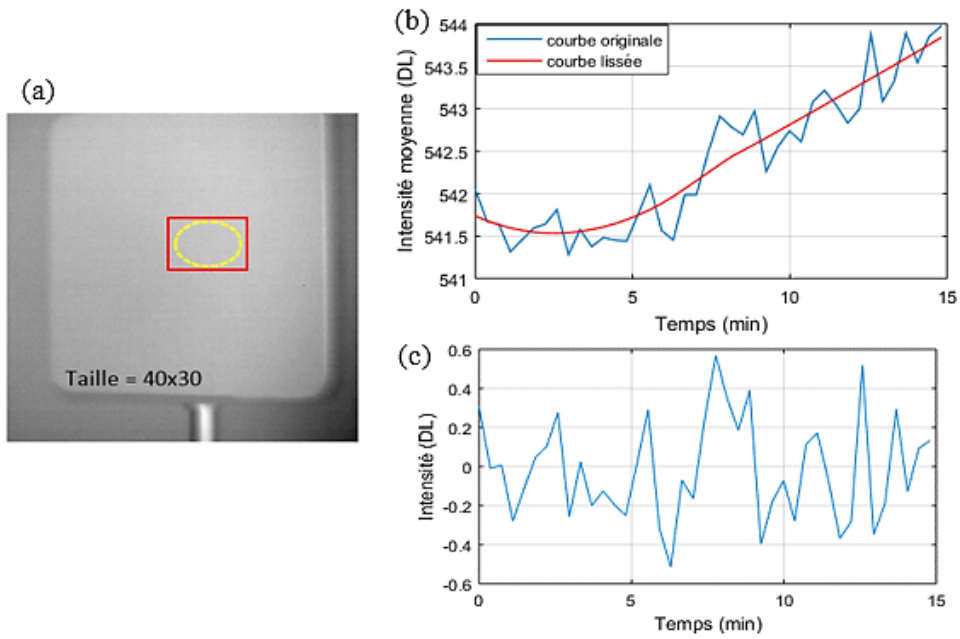 (a)
Taille = 40x30
(b)
courbe originale
courbe lissée
Intensité moyenne (DL)
544
543.5
543
542.5
542
541.5
541
0
5
10
15
Temps (min)
(c)
Intensité (DL)
0.6
0.4
0.2
0
-0.2
-0.4
-0.6
0
5
10
15
Temps (min)